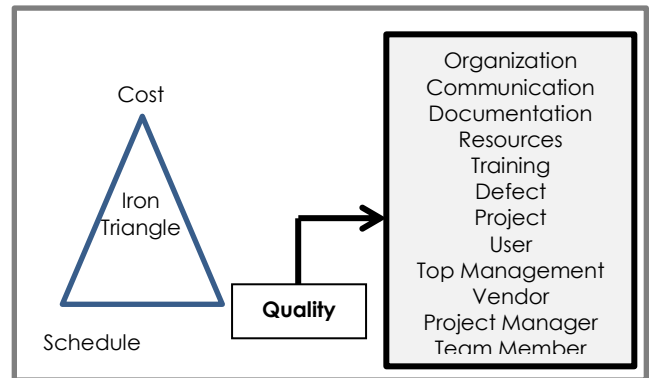 Cost
Iron
Triangle
Schedule
Quality
Organization
Communication
Documentation
Resources
Training
Defect
Project
User
Top Management
Vendor
Project Manager
Team Member